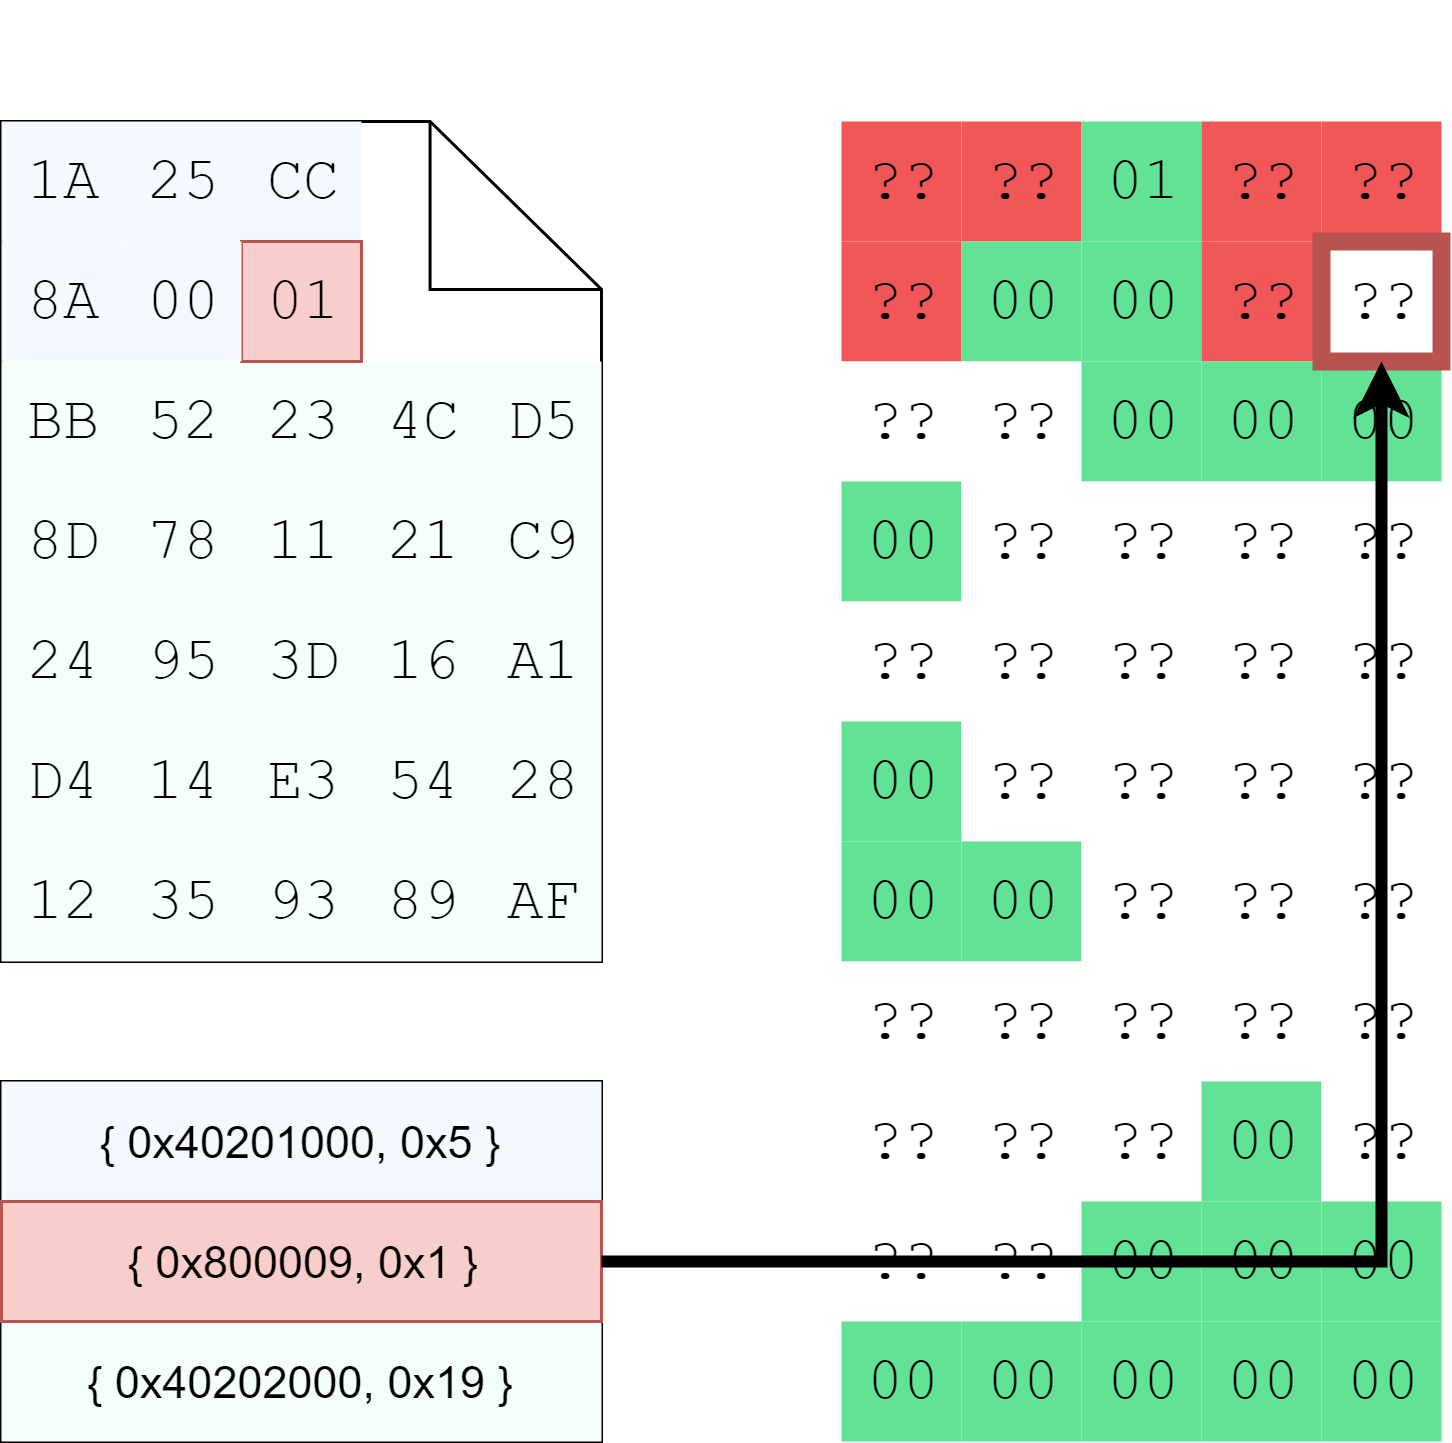 1A 25 CC
8A 00 01
BB 52 23 4C D5
8D 78 11 21 C9
24 95 3D 16 A1
D4 14 E3 54 28
12 35 93 89 AF
{ 0x40201000, 0x5 }
{ 0x800009, 0x1 }
{ 0x40202000, 0x19 }
?? ?? 01 ?? ??
?? 00 00 ?? ??
?? ?? 00 00 00
00 ?? ?? ?? ??
?? ?? ?? ?? ??
00 ?? ?? ?? ??
00 00 ?? ?? ??
?? ?? ?? ?? ??
?? ?? ?? 00 ??
?? ?? 00 00 00
00 00 00 00 00